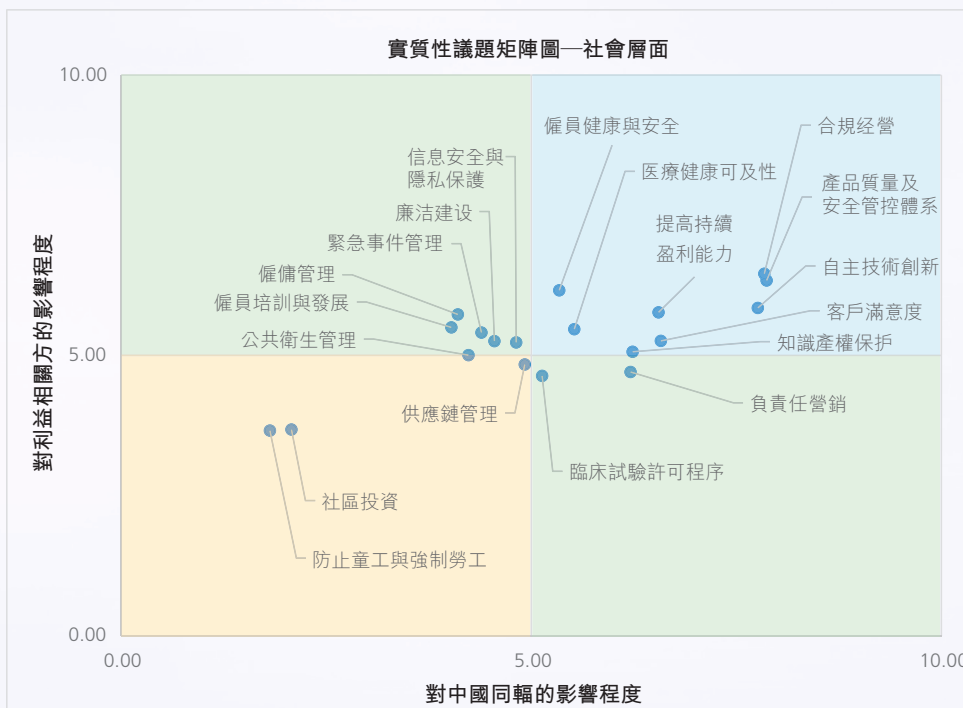 實質性議題矩陣圖—社會層面
10.00
僱員健康與安全
合規经營
信息安全與
隱私保護
医療健康可及性
產品質量及
安全管控體系
廉洁建设
提高持續
盈利能力
緊急事件管理
僱傭管理
自主技術創新
僱員培訓與發展
客戶滿意度
公共衛生管理
知識產權保护
5.00
對利益相關方的影響程度
供應鏈管理
負責任營銷
臨床試驗許可程序
社區投資
防止童工與強制勞工
0.00
0.00
5.00
10.00
對中國同輻的影響程度